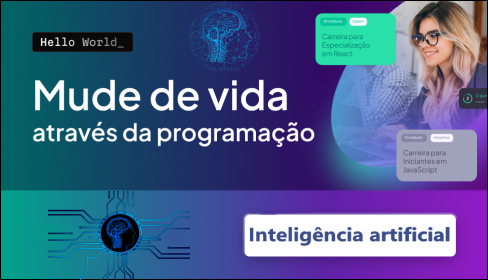 Hello World_
Mude de vida
através da programação
Carreira para
Especialização
em React
Carreira para
Iniciantes em
JavaScript
Inteligência artificial